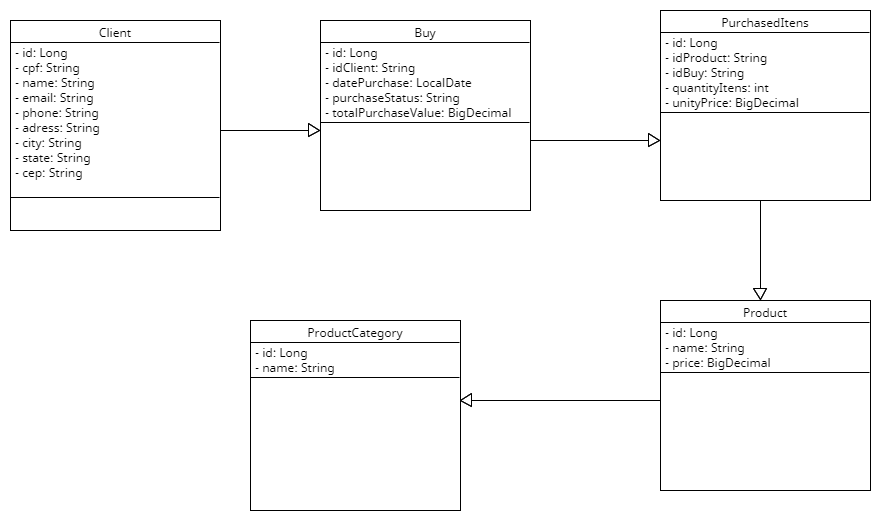 Client
- id: Long
- cpf: String
- name: String
- email: String
- phone: String
- adress: String
- city: String
- state: String
- cep: String
Buy
- id: Long
- idClient: String
- datePurchase: LocalDate
- purchaseStatus: String
- totalPurchaseValue: BigDecimal
PurchasedItens
- id: Long
- idProduct: String
- idBuy: String
- quantityItens: int
- unityPrice: BigDecimal
ProductCategory
- id: Long
- name: String
Product
- id: Long
- name: String
- price: BigDecimal